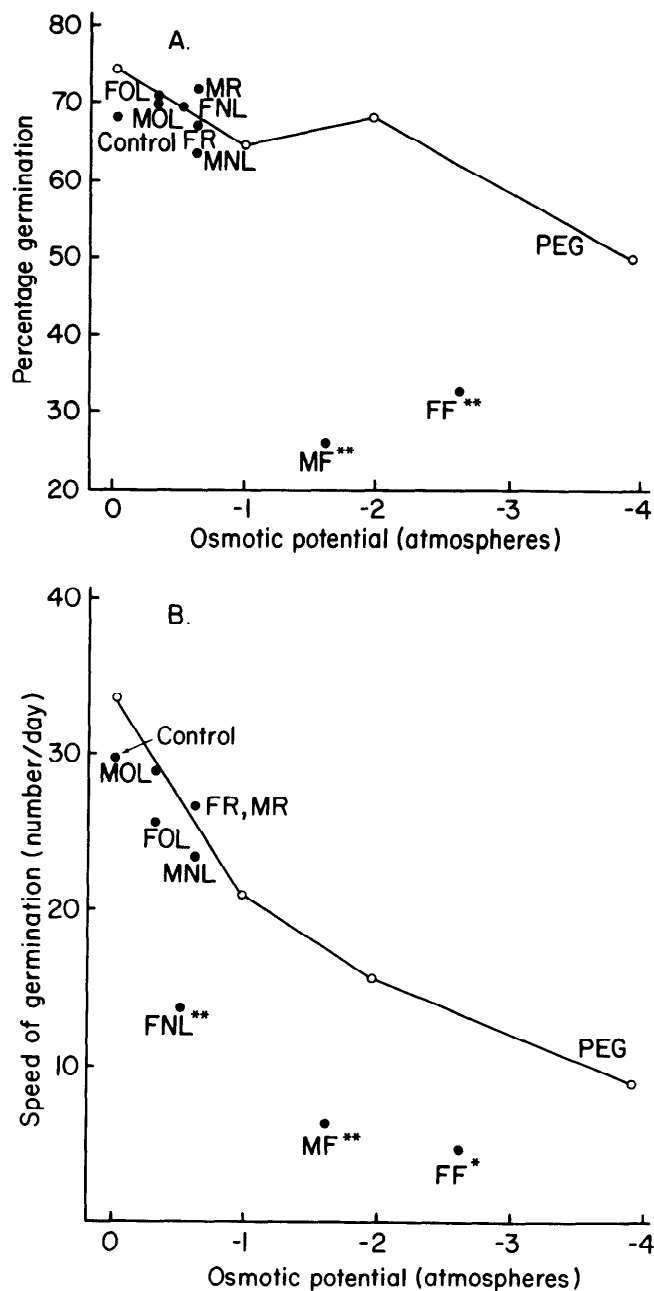 80
A.
MR
FOL
70
FNL
MOL
Control FR
MNL
60
PEG
50
40
FF**
30
MF**
20
0 -1 -2 -3 -4
Percentage germination
Osmotic potential (atmospheres)
40
B.
Control
30
MOL
FR, MR
FOL
MNL
20
FNL**
PEG
10
MF**
FF*
0 -1 -2 -3 -4
Speed of germination (number/day)
Osmotic potential (atmospheres)